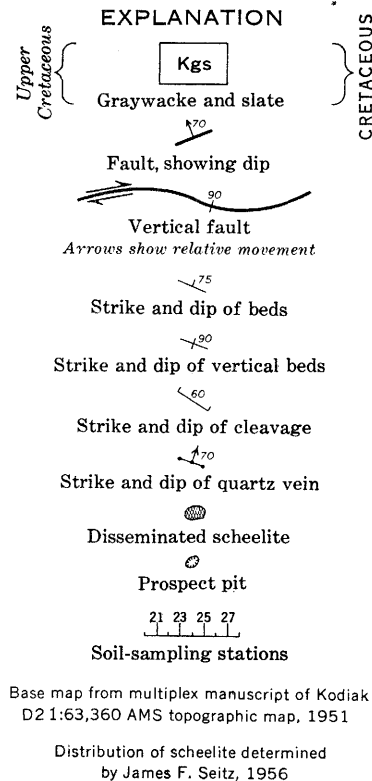 EXPLANATION
Upper
Cretaceous
Kgs
CRETACEOUS
Graywacke and slate
70
Fault, showing dip
90
Vertical fault
Arrows show relative movement
75
Strike and dip of beds
90
Strike and dip of vertical beds
60
Strike and dip of cleavage
70
Strike and dip of quartz vein
Disseminated scheelite
Prospect pit
21 23 25 27
Soil-sampling stations
Base map from multiplex manuscript of Kodiak
D2 1:63,360 AMS topographic map, 1951
Distribution of scheelite determined
by James F. Seitz, 1956